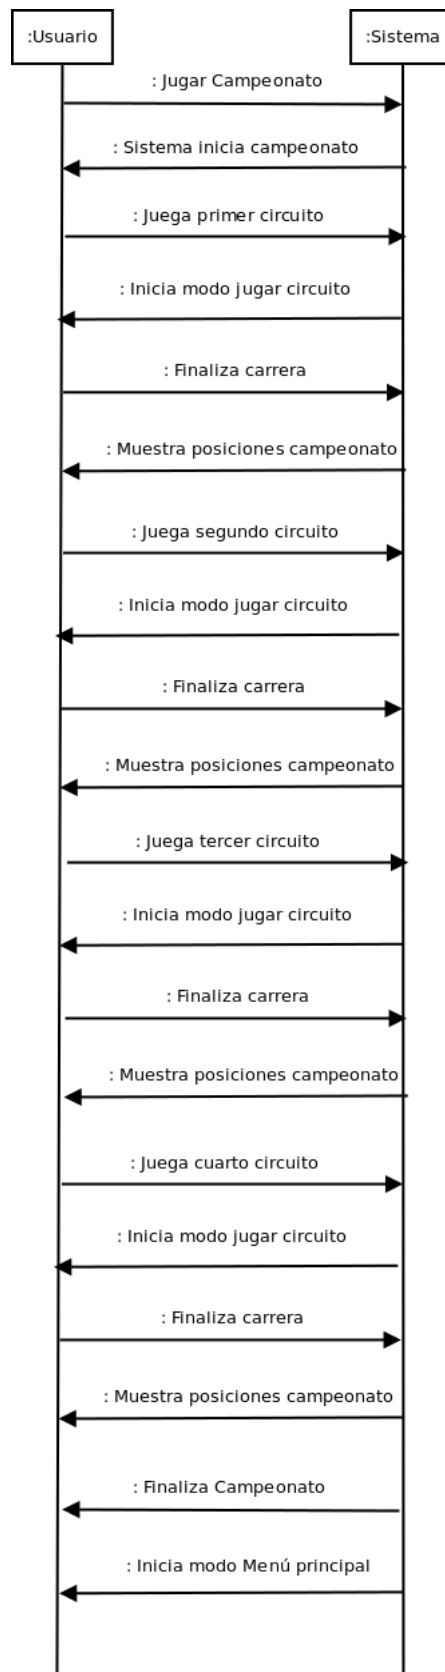 :Usuario
:Sistema
: Jugar Campeonato
: Sistema inicia campeonato
: Juega primer circuito
: Inicia modo jugar circuito
: Finaliza carrera
: Muestra posiciones campeonato
: Juega segundo circuito
: Inicia modo jugar circuito
: Finaliza carrera
: Muestra posiciones campeonato
: Juega tercer circuito
: Inicia modo jugar circuito
: Finaliza carrera
: Muestra posiciones campeonato
: Juega cuarto circuito
: Inicia modo jugar circuito
: Finaliza carrera
: Muestra posiciones campeonato
: Finaliza Campeonato
: Inicia modo Menú principal